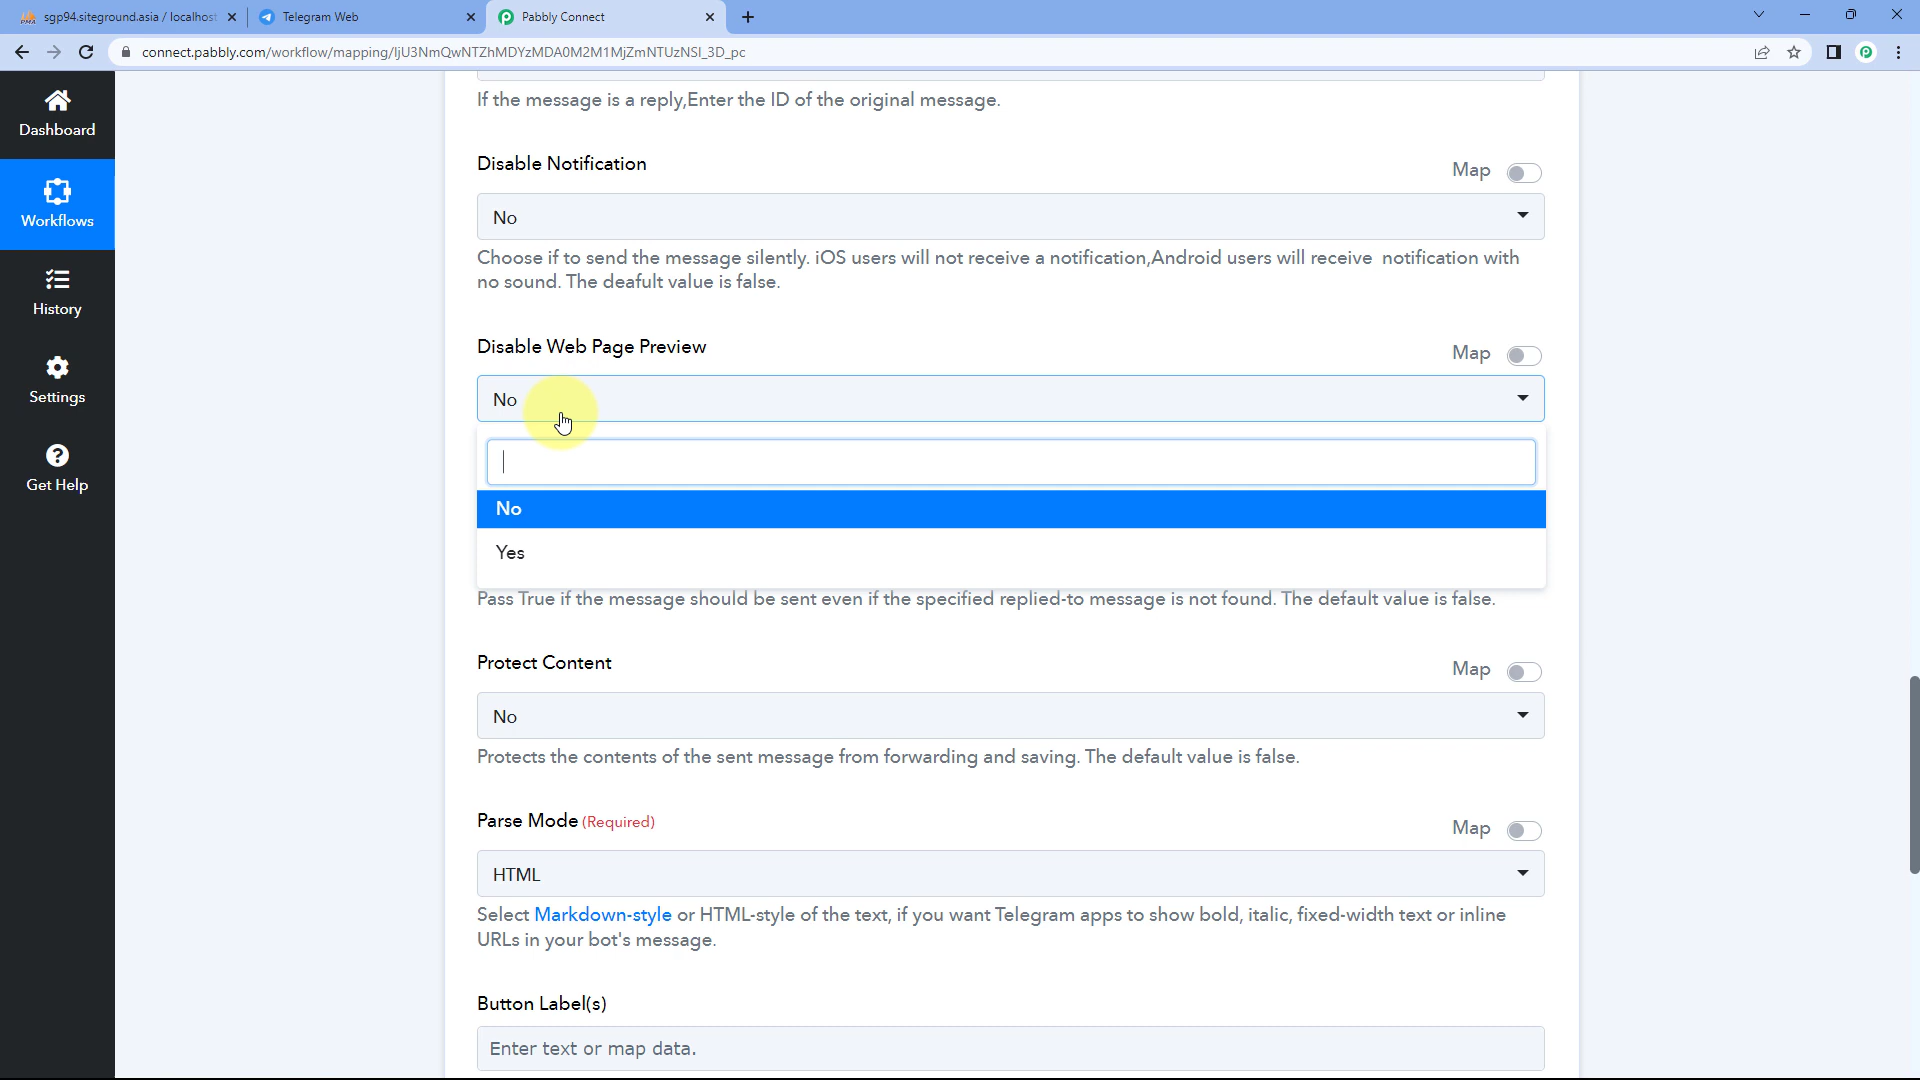 sgp94.siteground.asia / localhost
Telegram Web
Pabbly Connect
connect.pabbly.com/workflow/mapping/IjU3NmQwNTZhMDYzMDA0M2M1MjZmNTUzNSI_3D_pc
Dashboard
Workflows
History
Settings
Get Help
If the message is a reply,Enter the ID of the original message.
Disable Notification
Map
No
Choose if to send the message silently. iOS users will not receive a notification,Android users will receive notification with
no sound. The deafult value is false.
Disable Web Page Preview
Map
No
No
Yes
Pass True if the message should be sent even if the specified replied-to message is not found. The default value is false.
Protect Content
Map
No
Protects the contents of the sent message from forwarding and saving. The default value is false.
Parse Mode (Required)
Map
HTML
Select Markdown-style or HTML-style of the text, if you want Telegram apps to show bold, italic, fixed-width text or inline
URLs in your bot's message.
Button Label(s)
Enter text or map data.